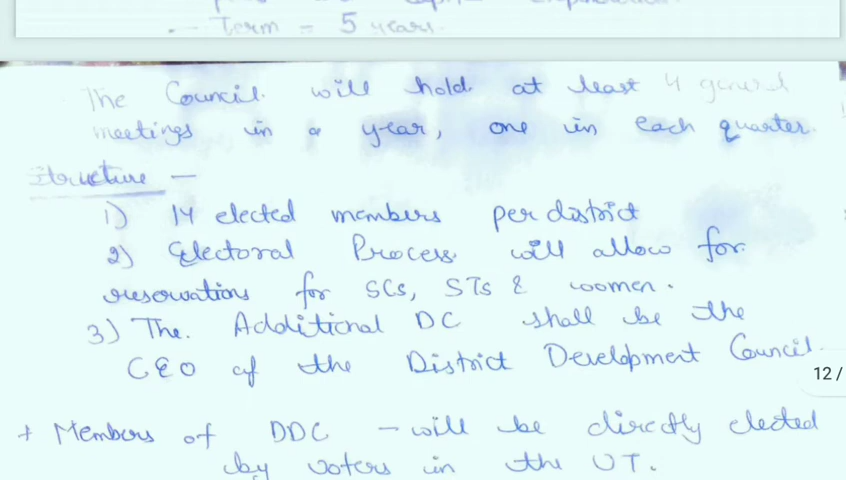 - Term = 5 years.
The Council will hold at least 4 general
meetings in a year, one in each quarter.
Structure -
1) 14 elected members per district
2) Electoral Process will allow for
reservations for SCs, STs & women.
3) The Additional DC shall be the
CEO of the District Development Council.
12/
+ Members of DDC - will be directly elected
by voters in the UT.